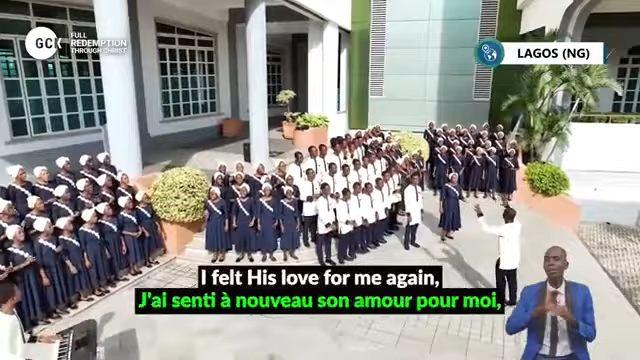 GCK
FULL
REDEMPTION
THROUGH CHRIST
LAGOS (NG)
I felt His love for me again,
J'ai senti à nouveau son amour pour moi,